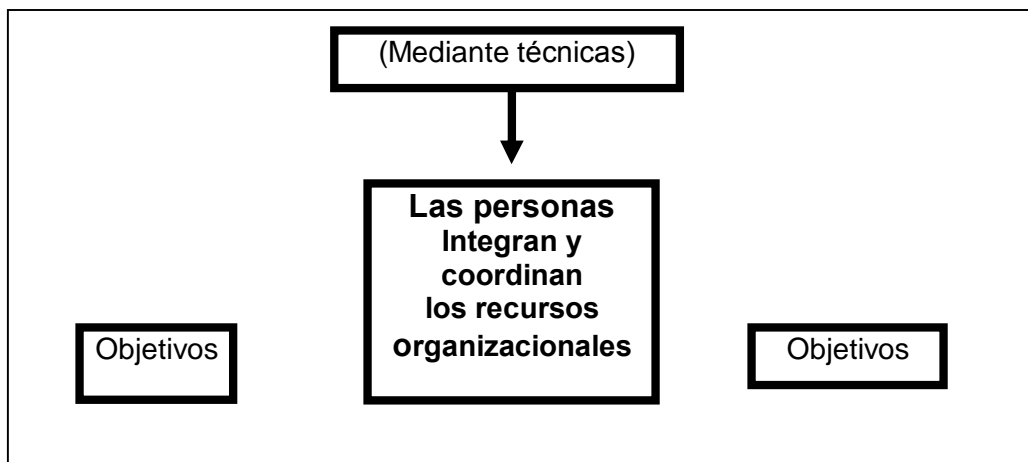 (Mediante técnicas)
Las personas
Integran y
coordinan
los recursos
organizacionales
Objetivos
Objetivos